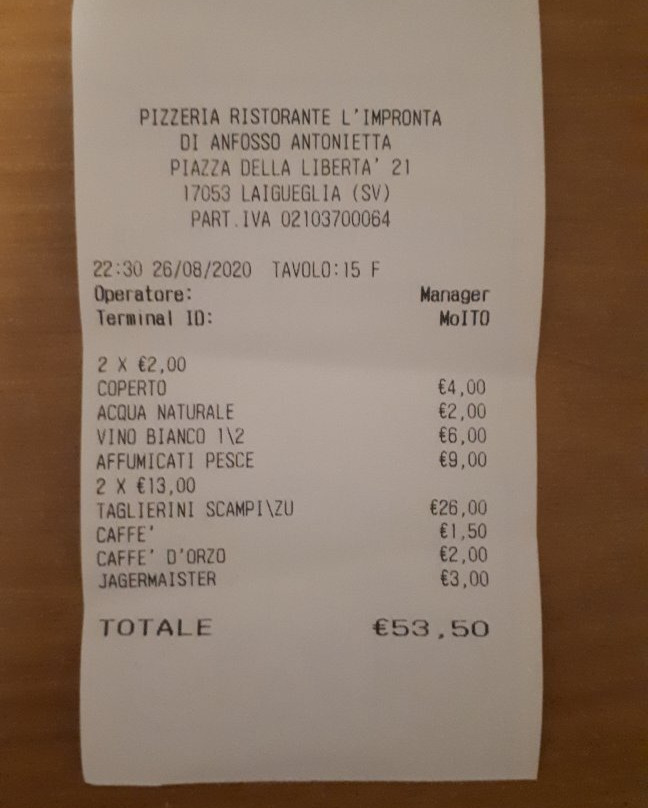 PIZZERIA RISTORANTE L'IMPRONTA
DI ANFOSSO ANTONIETTA
PIAZZA DELLA LIBERTA' 21
17053 LAIGUEGLIA (SV)
PART.IVA 02103700064
22:30 26/08/2020 TAVOLO:15 F
Operatore: Manager
Terminal ID: MoITO
2 X €2,00
COPERTO €4,00
ACQUA NATURALE €2,00
VINO BIANCO 1\2 €6,00
AFFUMICATI PESCE €9,00
2 X €13,00
TAGLIERINI SCAMPI\ZU €26,00
CAFFE' €1,50
CAFFE' D'ORZO €2,00
JAGERMAISTER €3,00
TOTALE €53,50